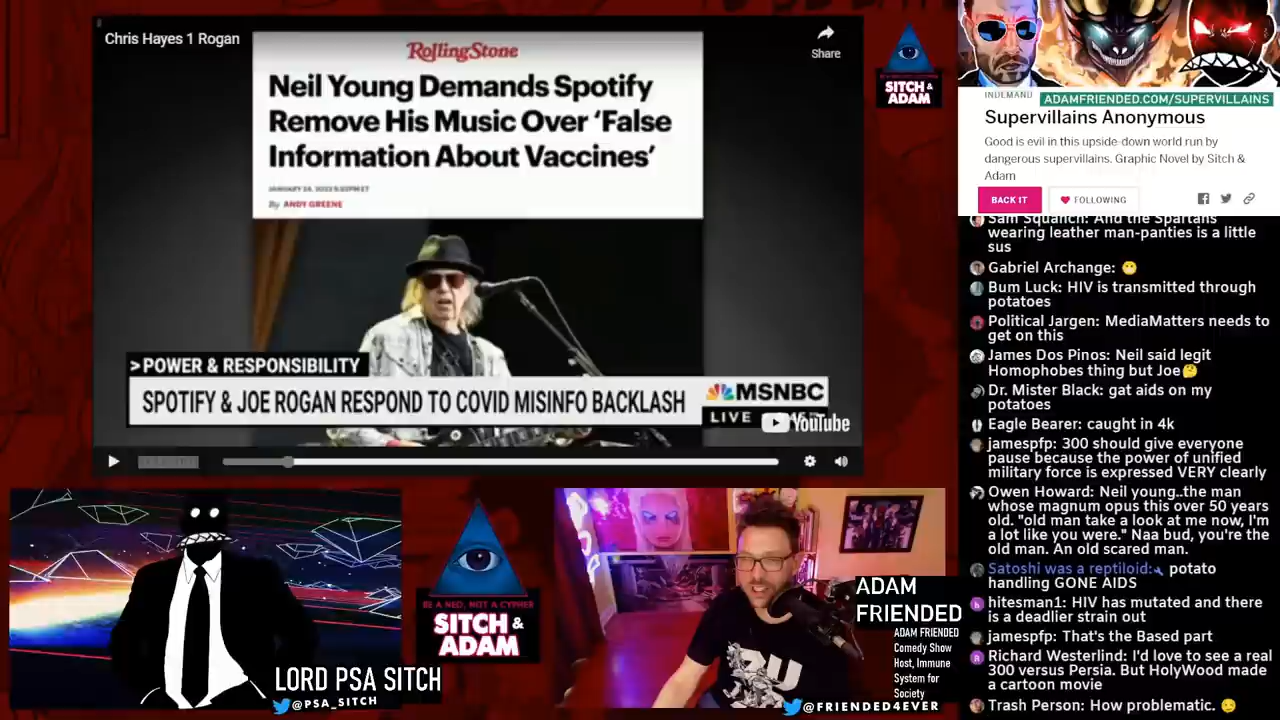 Chris Hayes 1 Rogan
Share
RollingStone
Neil Young Demands Spotify
Remove His Music Over ‘False
Information About Vaccines’
By ANDY GREENE
>POWER & RESPONSIBILITY
SPOTIFY & JOE ROGAN RESPOND TO COVID MISINFO BACKLASH
MSNBC
LIVE
YouTube
SITCH &
ADAM
INDEMAND
ADAMFRIENDED.COM/SUPERVILLAINS
Supervillains Anonymous
Good is evil in this upside-down world run by
dangerous supervillains. Graphic Novel by Sitch &
Adam
BACK IT
FOLLOWING
Sam Squanch: And the Spartans
wearing leather man-panties is a little
sus
Gabriel Archange: 😬
Bum Luck: HIV is transmitted through
potatoes
Political Jargen: MediaMatters needs to
get on this
James Dos Pinos: Neil said legit
Homophobes thing but Joe🤔
Dr. Mister Black: gat aids on my
potatoes
Eagle Bearer: caught in 4k
jamespfp: 300 should give everyone
pause because the power of unified
military force is expressed VERY clearly
Owen Howard: Neil young..the man
whose magnum opus this over 50 years
old. "old man take a look at me now, I'm
a lot like you were." Naa bud, you're the
old man. An old scared man.
Satoshi was a reptiloid: potato
handling GONE AIDS
hitesman1: HIV has mutated and there
is a deadlier strain out
jamespfp: That's the Based part
Richard Westerlind: I'd love to see a real
300 versus Persia. But HolyWood made
a cartoon movie
Trash Person: How problematic.
LORD PSA SITCH
@PSA_SITCH
BE A NEO, NOT A CYPHER
SITCH &
ADAM
ADAM
FRIENDED
ADAM FRIENDED
Comedy Show
Host, Immune
System for
Society
@FRIENDED4EVER